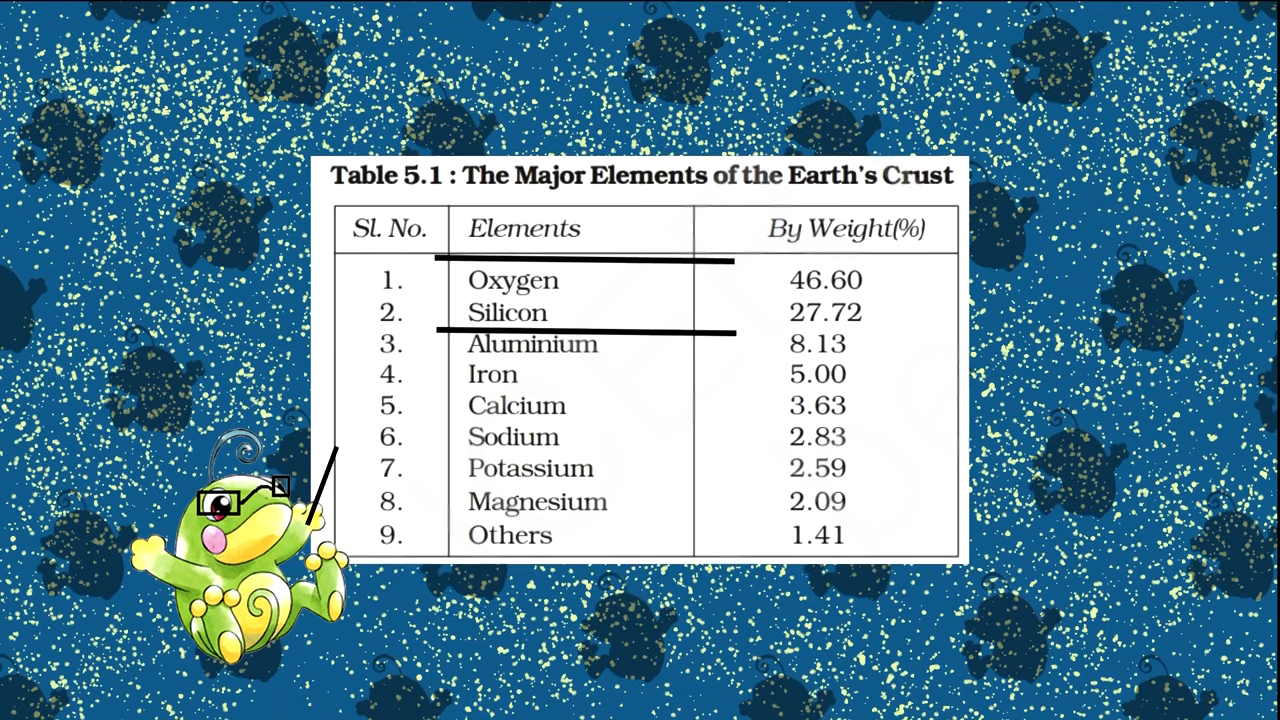 Table 5.1 : The Major Elements of the Earth's Crust
Sl. No. Elements By Weight(%)
1. Oxygen 46.60
2. Silicon 27.72
3. Aluminium 8.13
4. Iron 5.00
5. Calcium 3.63
6. Sodium 2.83
7. Potassium 2.59
8. Magnesium 2.09
9. Others 1.41